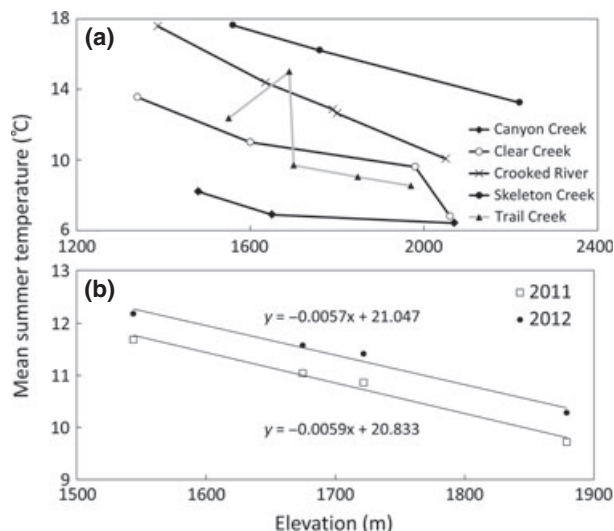 18
(a)
14
10
6
Canyon Creek
Clear Creek
Crooked River
Skeleton Creek
Trail Creek
1200 1600 2000 2400
Mean summer temperature (°C)
13
(b)
12
11
10
9
2011
2012
y = −0.0057x + 21.047
y = −0.0059x + 20.833
1500 1600 1700 1800 1900
Elevation (m)